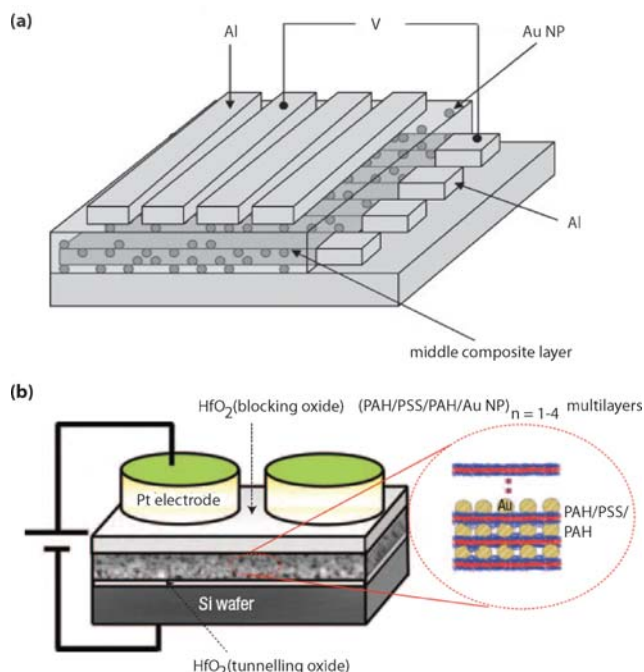 (a)
Al
V
Au NP
Al
middle composite layer
(b)
HfO2(blocking oxide)
(PAH/PSS/PAH/Au NP)n = 1-4 multilayers
Pt electrode
Au
PAH/PSS/
PAH
Si wafer
HfO2(tunnelling oxide)